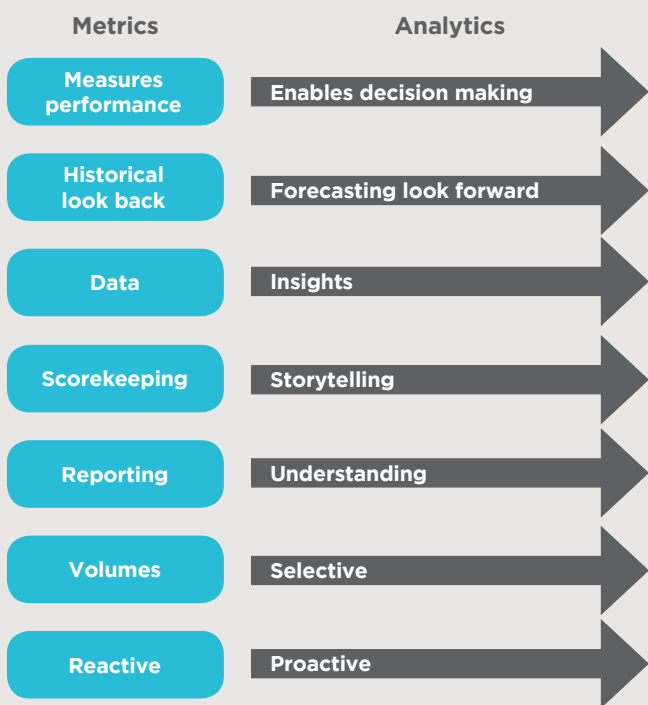 Metrics
Analytics
Measures
performance
Enables decision making
Historical
look back
Forecasting look forward
Data
Insights
Scorekeeping
Storytelling
Reporting
Understanding
Volumes
Selective
Reactive
Proactive